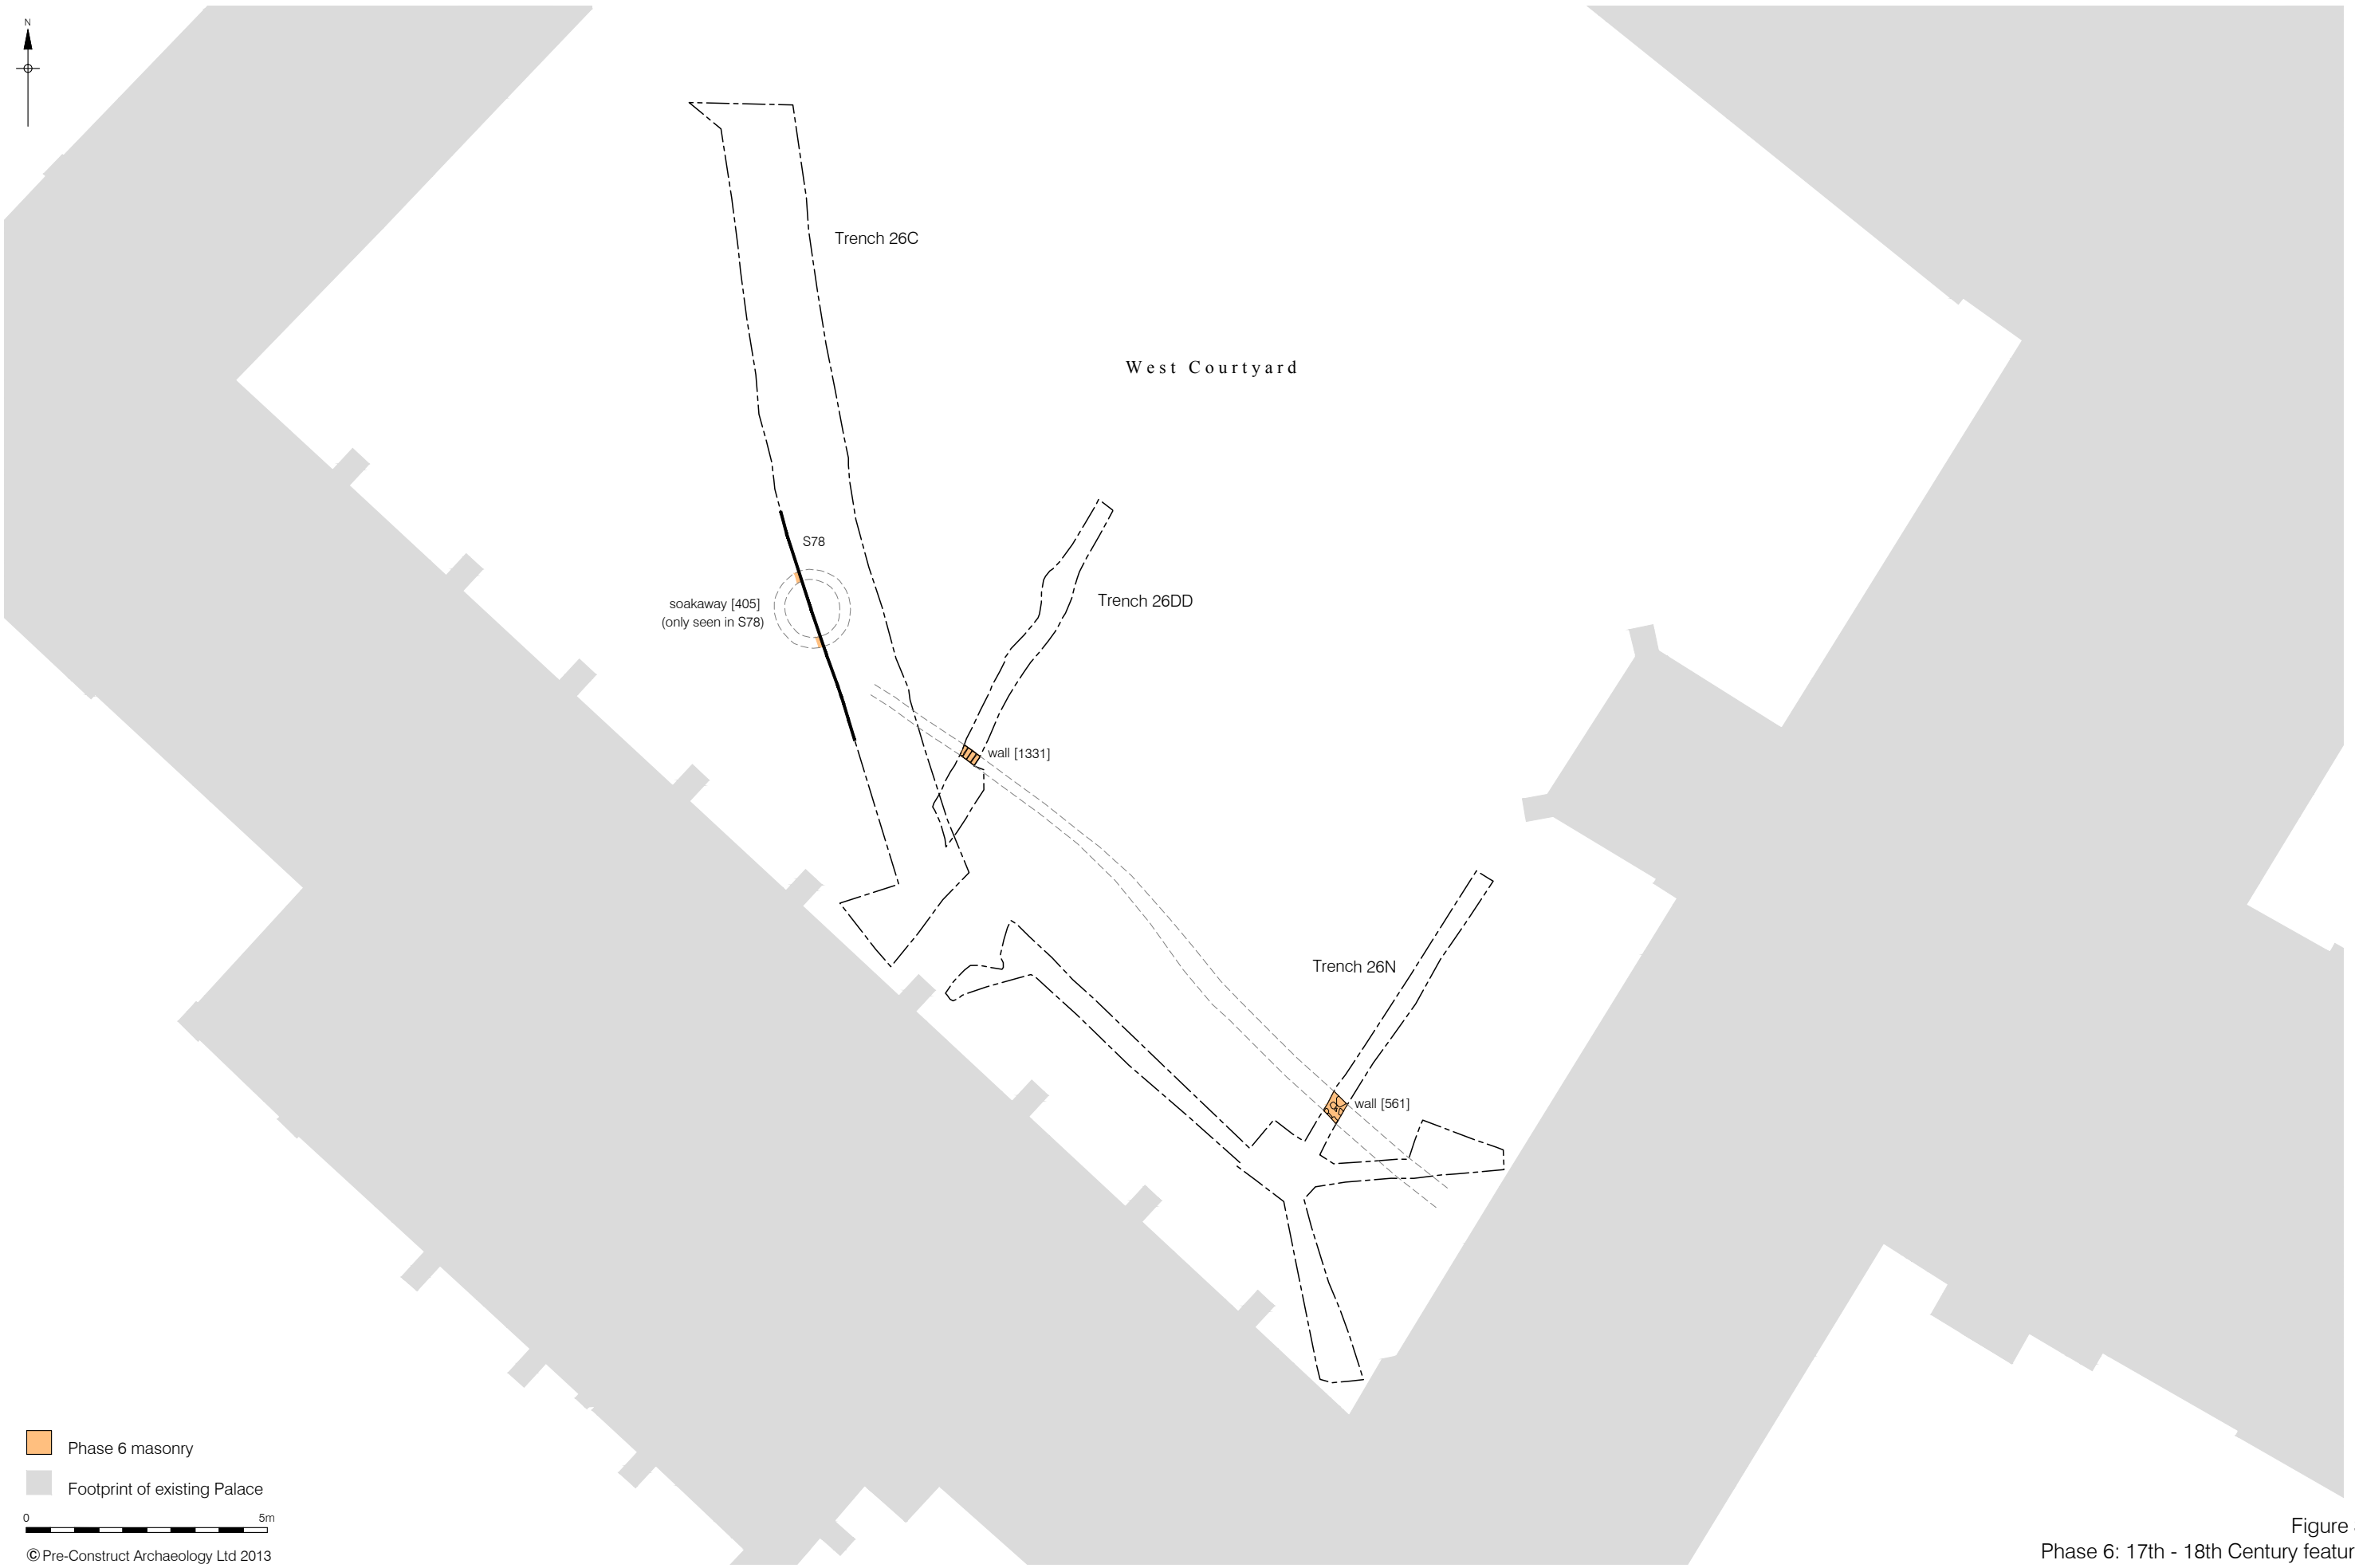 N
Trench 26C
West Courtyard
S78
soakaway [405]
(only seen in S78)
Trench 26DD
wall [1331]
Trench 26N
wall [561]
Phase 6 masonry
Footprint of existing Palace
0 5m
© Pre-Construct Archaeology Ltd 2013
Figure
Phase 6: 17th - 18th Century featur